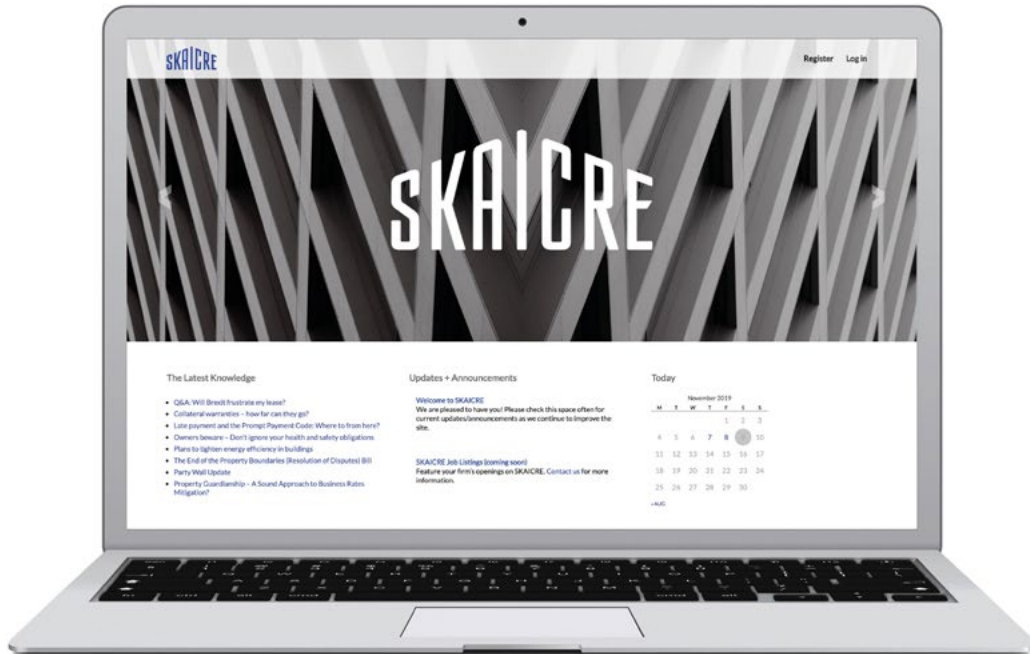 SKAICRE
Register Log in
SKAICRE
The Latest Knowledge
Q&A: Will Brexit frustrate my lease?
Collateral warranties – how far can they go?
Late payment and the Prompt Payment Code: Where to from here?
Owners beware – Don't ignore your health and safety obligations
Plans to tighten energy efficiency in buildings
The End of the Property Boundaries (Resolution of Disputes) Bill
Party Wall Update
Property Guardianship – A Sound Approach to Business Rates
Mitigation?
Updates + Announcements
Welcome to SKAICRE
We are pleased to have you! Please check this space often for
current updates/announcements as we continue to improve the
site.
SKAICRE Job Listings (coming soon)
Feature your firm's openings on SKAICRE. Contact us for more
information.
Today
November 2019
M T W T F S S
1 2 3
4 5 6 7 8 9 10
11 12 13 14 15 16 17
18 19 20 21 22 23 24
25 26 27 28 29 30
« AUG